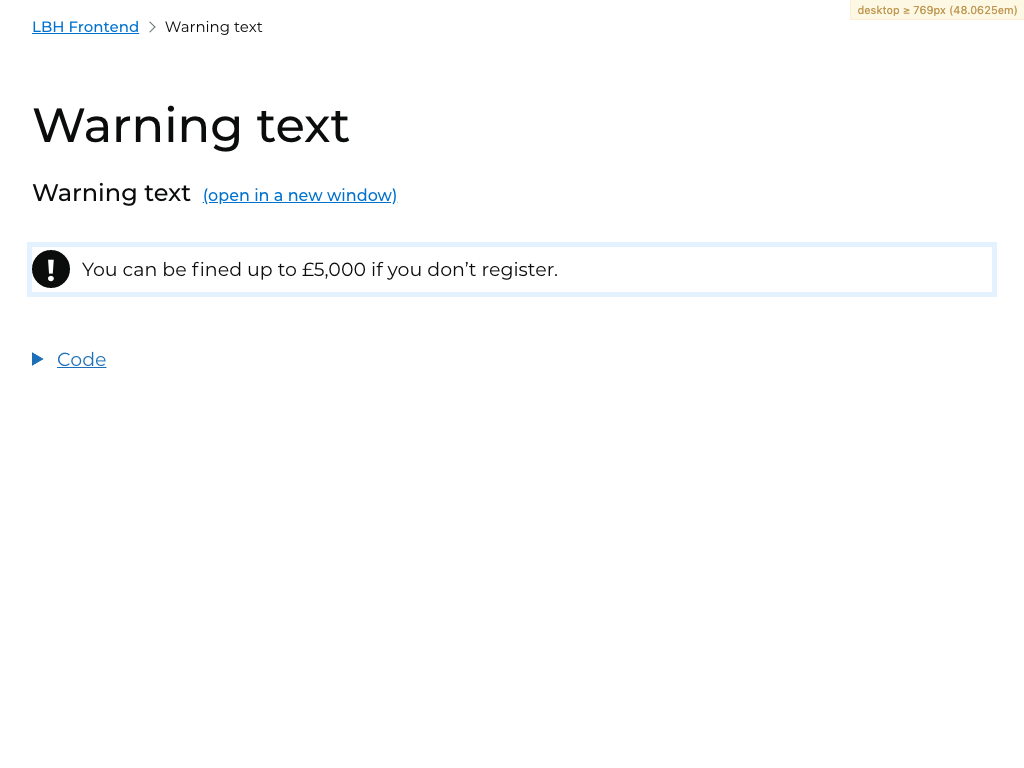 LBH Frontend > Warning text
desktop ≥ 769px (48.0625em)
Warning text
Warning text (open in a new window)
! You can be fined up to £5,000 if you don’t register.
Code